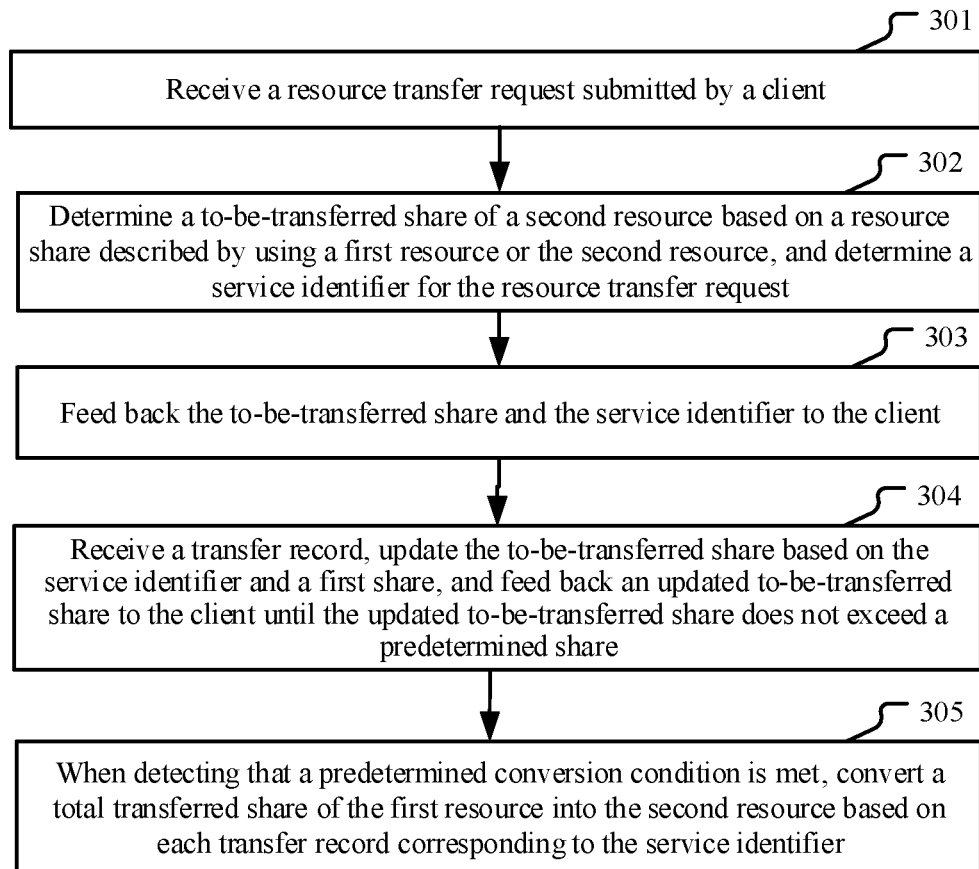 301
Receive a resource transfer request submitted by a client
302
Determine a to-be-transferred share of a second resource based on a resource
share described by using a first resource or the second resource, and determine a
service identifier for the resource transfer request
303
Feed back the to-be-transferred share and the service identifier to the client
304
Receive a transfer record, update the to-be-transferred share based on the
service identifier and a first share, and feed back an updated to-be-transferred
share to the client until the updated to-be-transferred share does not exceed a
predetermined share
305
When detecting that a predetermined conversion condition is met, convert a
total transferred share of the first resource into the second resource based on
each transfer record corresponding to the service identifier